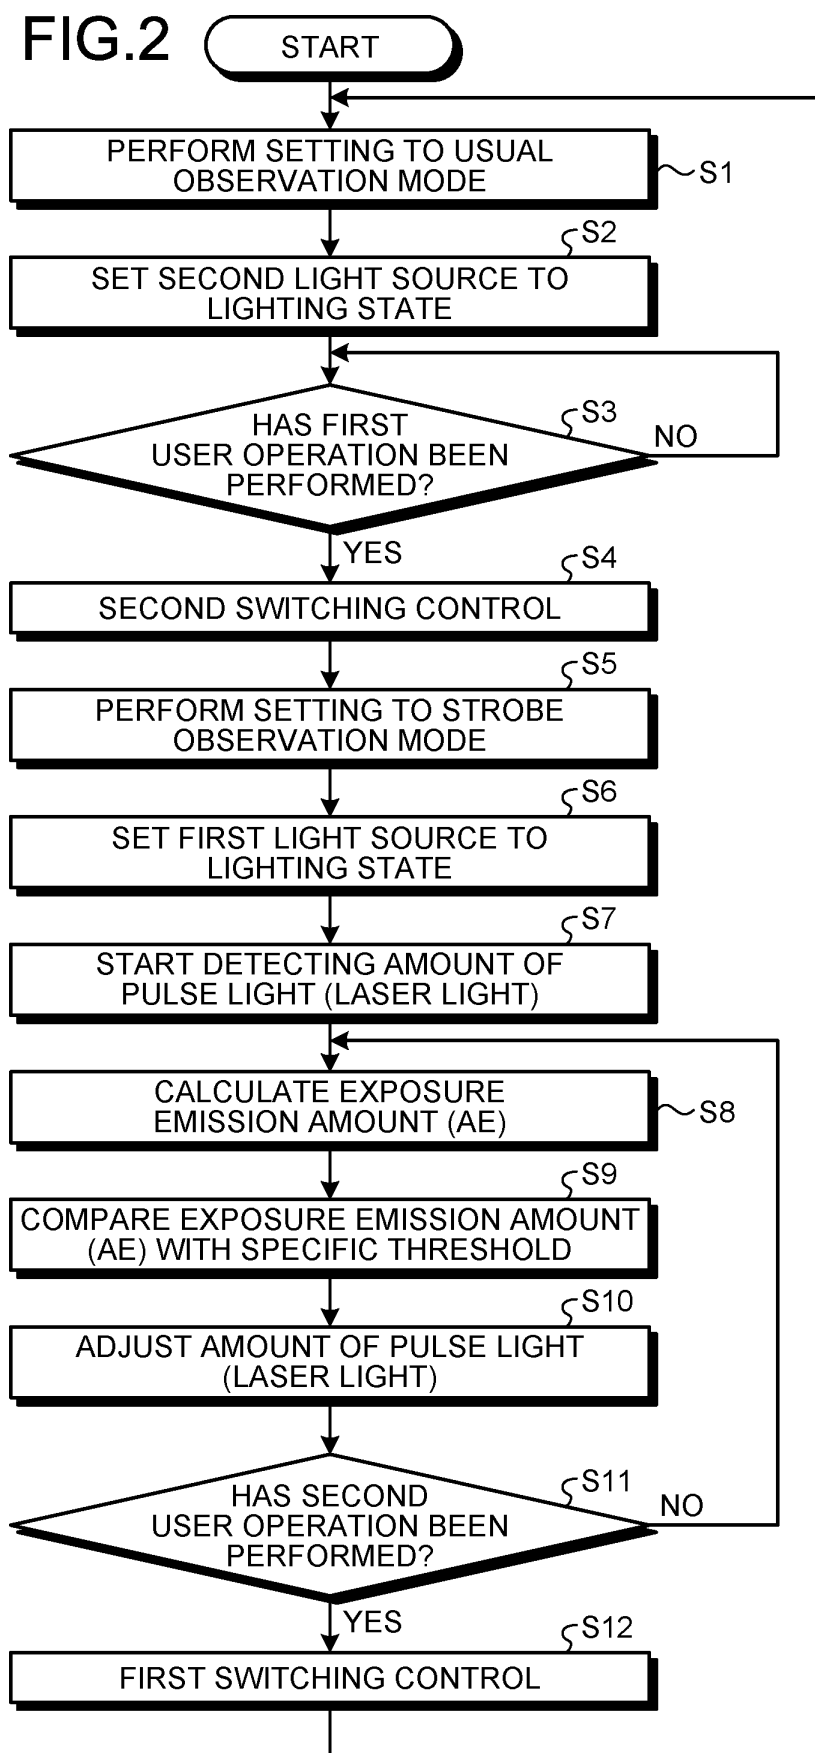 FIG.2
START
PERFORM SETTING TO USUAL
OBSERVATION MODE
S1
S2
SET SECOND LIGHT SOURCE TO
LIGHTING STATE
S3
HAS FIRST
USER OPERATION BEEN
PERFORMED?
NO
YES
S4
SECOND SWITCHING CONTROL
S5
PERFORM SETTING TO STROBE
OBSERVATION MODE
S6
SET FIRST LIGHT SOURCE TO
LIGHTING STATE
S7
START DETECTING AMOUNT OF
PULSE LIGHT (LASER LIGHT)
CALCULATE EXPOSURE
EMISSION AMOUNT (AE)
S8
S9
COMPARE EXPOSURE EMISSION AMOUNT
(AE) WITH SPECIFIC THRESHOLD
S10
ADJUST AMOUNT OF PULSE LIGHT
(LASER LIGHT)
S11
HAS SECOND
USER OPERATION BEEN
PERFORMED?
NO
YES
S12
FIRST SWITCHING CONTROL